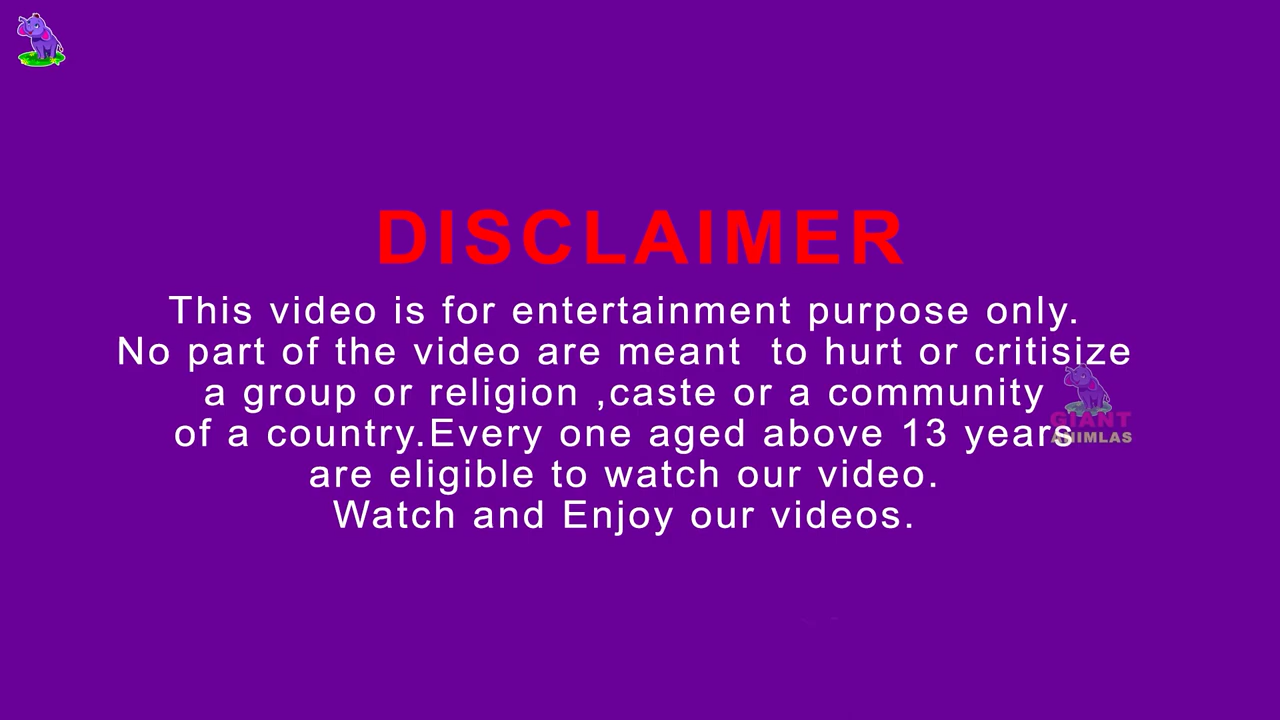 DISCLAIMER
This video is for entertainment purpose only.
No part of the video are meant  to hurt or critisize
a group or religion ,caste or a community
of a country.Every one aged above 13 years
are eligible to watch our video.
Watch and Enjoy our videos.
GIANT
ANIMLAS